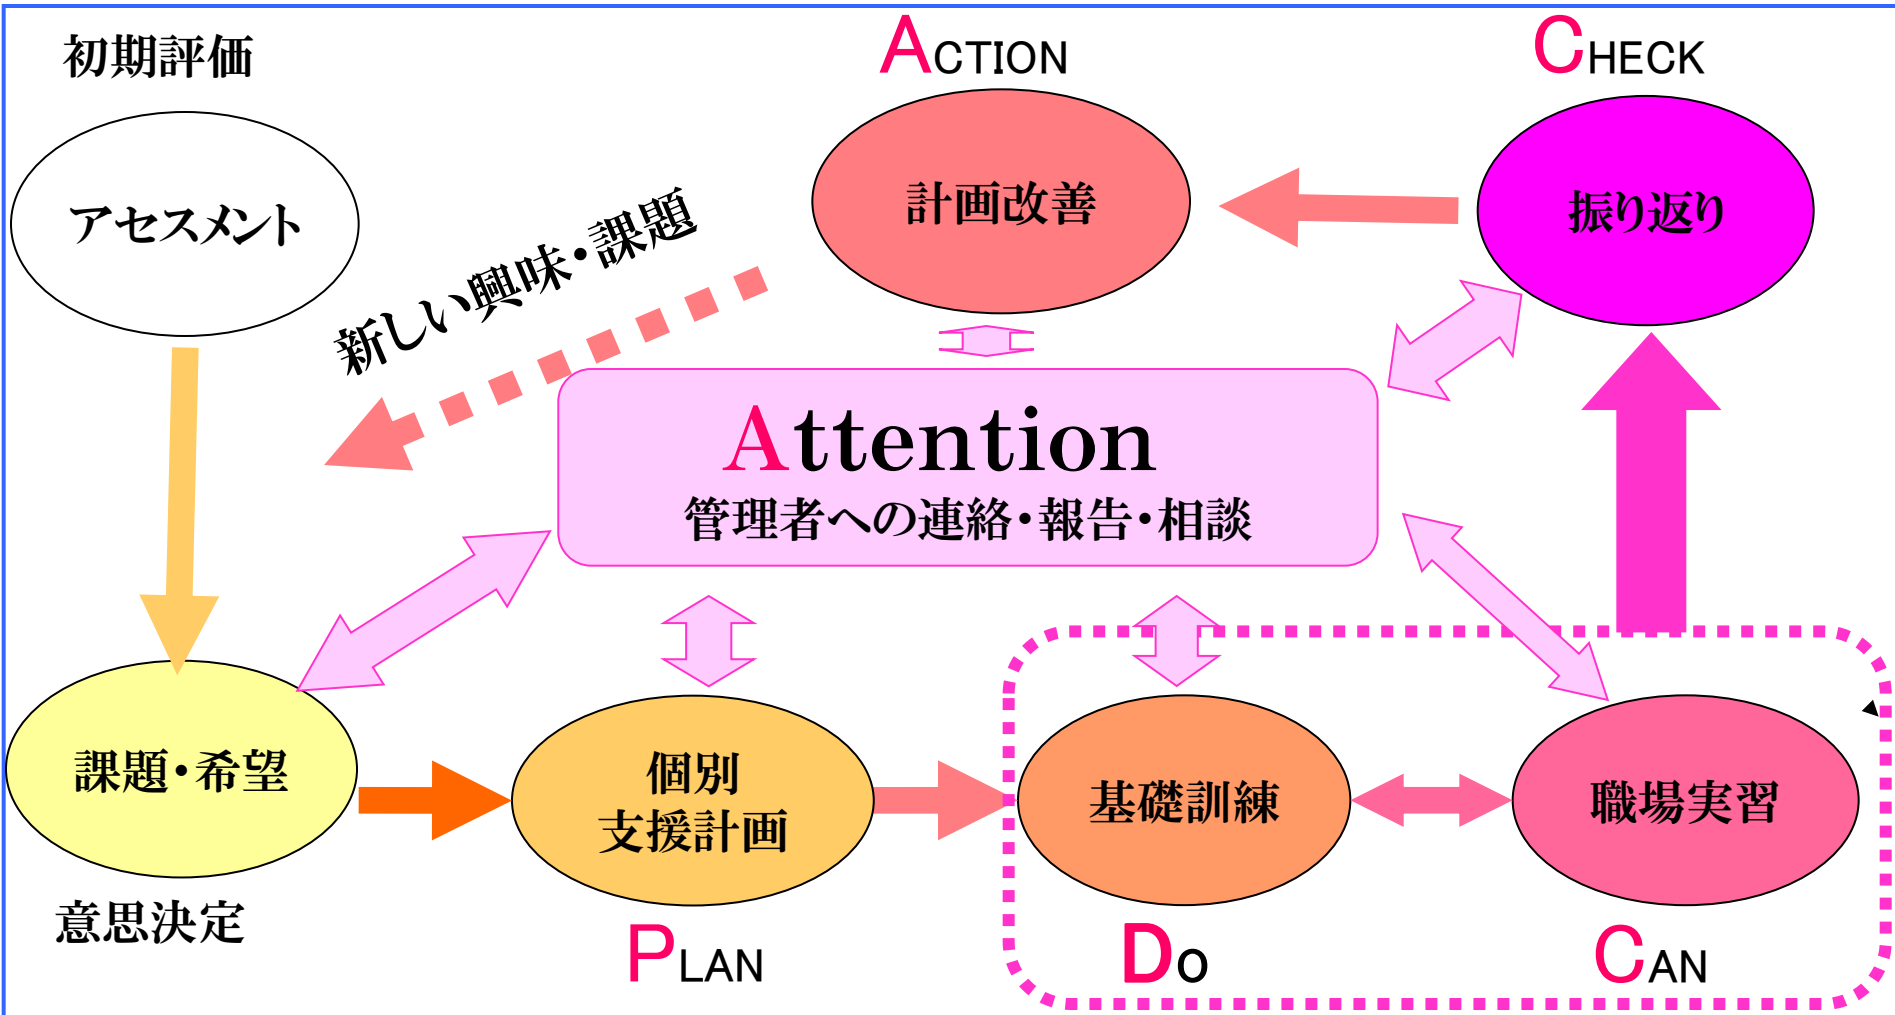 初期評価
ACTION
CHECK
アセスメント
計画改善
振り返り
新しい興味・課題
Attention
管理者への連絡・報告・相談
課題・希望
個別
支援計画
基礎訓練
職場実習
意思決定
PLAN
Do
CAN